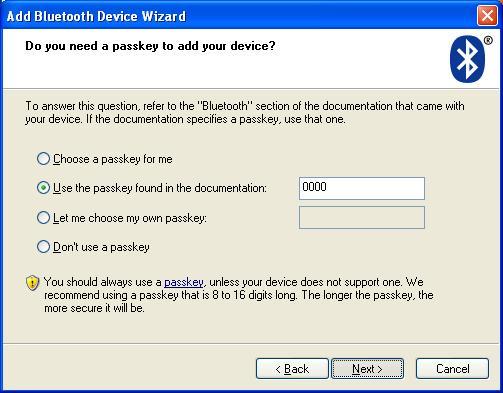 Add Bluetooth Device Wizard
Do you need a passkey to add your device?
®
To answer this question, refer to the "Bluetooth" section of the documentation that came with
your device. If the documentation specifies a passkey, use that one.
Choose a passkey for me
Use the passkey found in the documentation: 0000
Let me choose my own passkey:
Don't use a passkey
You should always use a passkey, unless your device does not support one. We
recommend using a passkey that is 8 to 16 digits long. The longer the passkey, the
more secure it will be.
< Back Next > Cancel